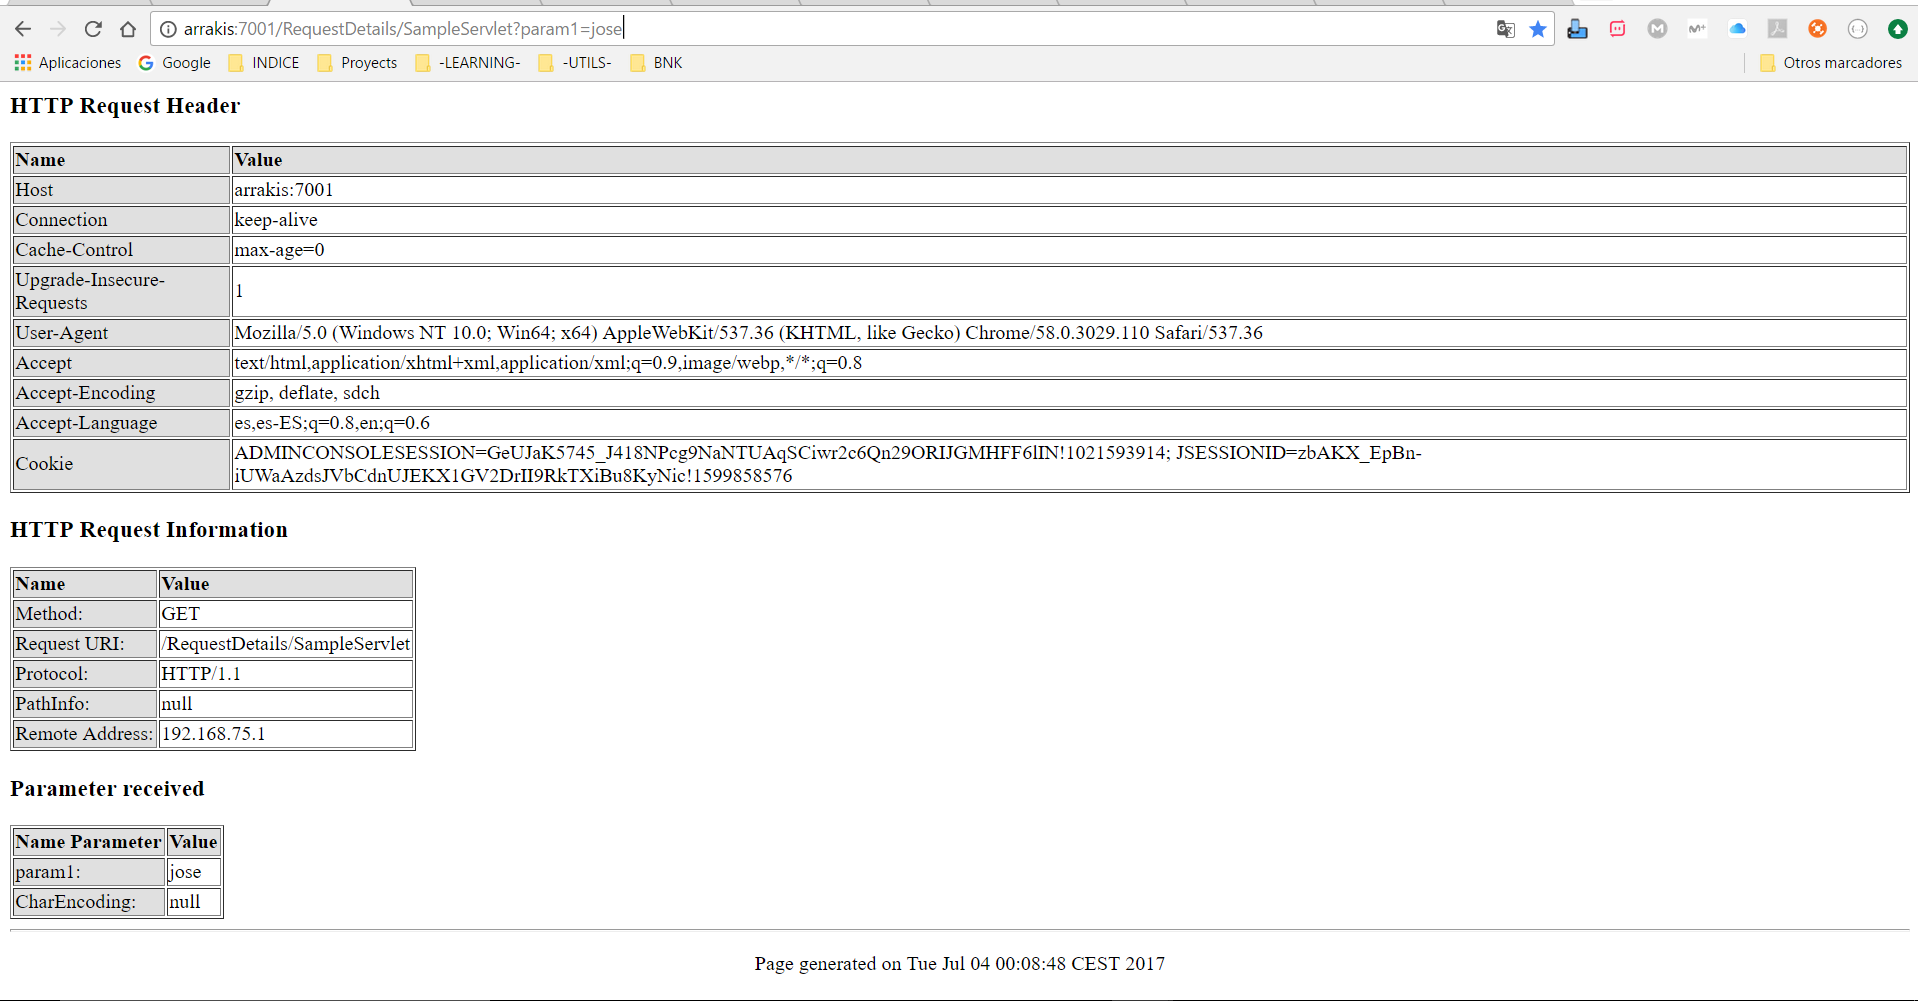 arrakis:7001/RequestDetails/SampleServlet?param1=jose
Aplicaciones Google INDICE Proyects -LEARNING- -UTILS- BNK Otros marcadores
HTTP Request Header
Name Value
Host arrakis:7001
Connection keep-alive
Cache-Control max-age=0
Upgrade-Insecure-
Requests 1
User-Agent Mozilla/5.0 (Windows NT 10.0; Win64; x64) AppleWebKit/537.36 (KHTML, like Gecko) Chrome/58.0.3029.110 Safari/537.36
Accept text/html,application/xhtml+xml,application/xml;q=0.9,image/webp,*/*;q=0.8
Accept-Encoding gzip, deflate, sdch
Accept-Language es,es-ES;q=0.8,en;q=0.6
Cookie ADMINCONSOLESESSION=GeUJaK5745_J418NPcg9NaNTUAqSCiwr2c6Qn29ORIJGMHFF6lIN!1021593914; JSESSIONID=zbAKX_EpBn-
iUWaAzdsJVbCdnUJEKX1GV2DrII9RkTXiBu8KyNic!1599858576
HTTP Request Information
Name Value
Method: GET
Request URI: /RequestDetails/SampleServlet
Protocol: HTTP/1.1
PathInfo: null
Remote Address: 192.168.75.1
Parameter received
Name Parameter Value
param1: jose
CharEncoding: null
Page generated on Tue Jul 04 00:08:48 CEST 2017